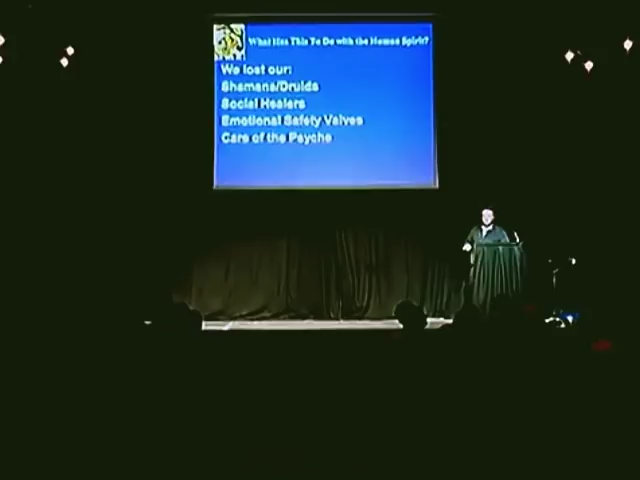 What Has This To Do with the Human Spirit?
We lost our:
Shamans/Druids
Social Healers
Emotional Safety Valves
Care of the Psyche